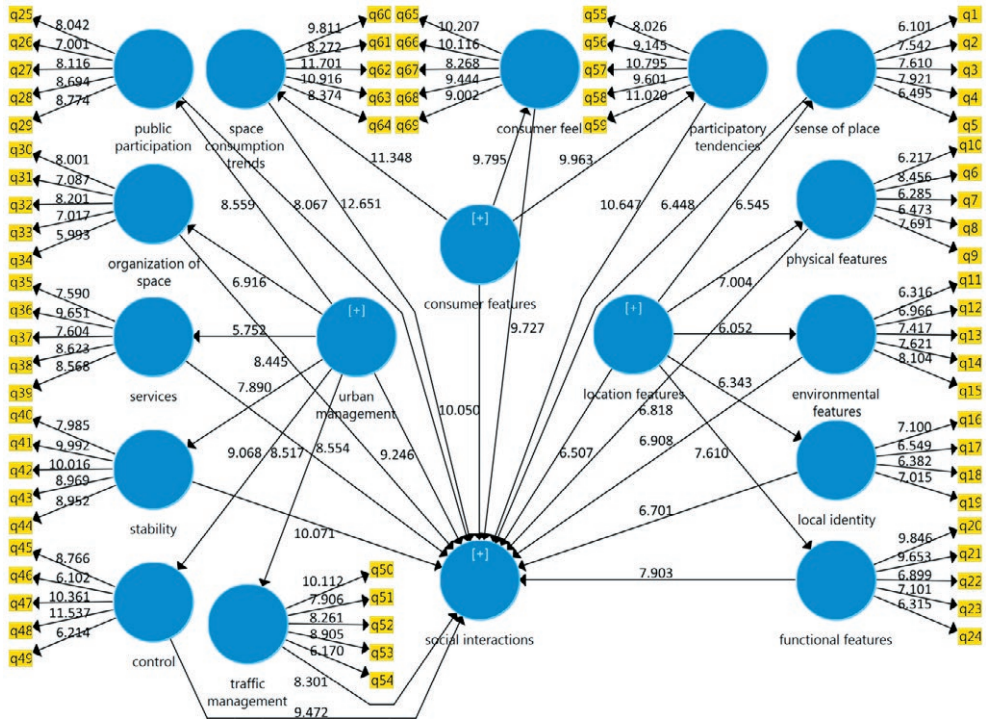 q25
q26
q27
q28
q29
8.042
7.001
8.116
8.694
8.774
public
participation
q60
q61
q62
q63
q64
9.811
8.272
11.701
10.916
8.374
space
consumption
trends
q65
q66
q67
q68
q69
10.207
10.116
8.268
9.444
9.002
consumer feel
q55
q56
q57
q58
q59
8.026
9.145
10.795
9.601
11.020
participatory
tendencies
q1
q2
q3
q4
q5
6.101
7.542
7.610
7.921
6.495
sense of place
q30
q31
q32
q33
q34
8.001
7.087
8.201
7.017
5.993
organization of
space
11.348
9.795
9.963
8.559
8.067
12.651
10.647
6.448
6.545
[+]
consumer features
q10
q6
q7
q8
q9
6.217
8.456
6.285
6.473
7.691
physical features
6.916
9.727
7.004
q35
q36
q37
q38
q39
7.590
9.651
7.604
8.623
8.568
services
5.752
[+]
urban
management
8.445
7.890
[+]
location features
6.052
6.343
q11
q12
q13
q14
q15
6.316
6.966
7.417
7.621
8.104
environmental
features
q40
q41
q42
q43
q44
7.985
9.992
10.016
8.969
8.952
stability
9.068
8.517
8.554
9.246
10.050
6.507
6.818
6.908
7.610
q16
q17
q18
q19
7.100
6.549
6.382
7.015
local identity
10.071
6.701
q45
q46
q47
q48
q49
8.766
6.102
10.361
11.537
6.214
control
q50
q51
q52
q53
q54
10.112
7.906
8.261
8.905
6.170
traffic
management
[+]
social interactions
7.903
q20
q21
q22
q23
q24
9.846
9.653
6.899
7.101
6.315
functional features
8.301
9.472